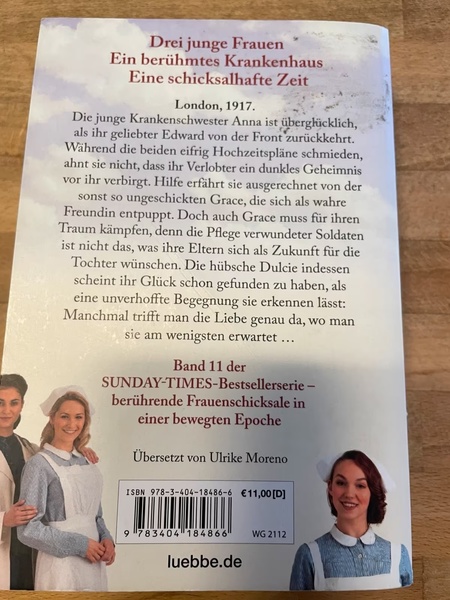 Drei junge Frauen
Ein berühmtes Krankenhaus
Eine schicksalhafte Zeit
London, 1917.
Die junge Krankenschwester Anna ist überglücklich,
als ihr geliebter Edward von der Front zurückkehrt.
Während die beiden eifrig Hochzeitspläne schmieden,
ahnt sie nicht, dass ihr Verlobter ein dunkles Geheimnis
vor ihr verbirgt. Hilfe erfährt sie ausgerechnet von der
sonst so ungeschickten Grace, die sich als wahre
Freundin entpuppt. Doch auch Grace muss für ihren
Traum kämpfen, denn die Pflege verwundeter Soldaten
ist nicht das, was ihre Eltern sich als Zukunft für die
Tochter wünschen. Die hübsche Dulcie indessen
scheint ihr Glück schon gefunden zu haben, als
eine unverhoffte Begegnung sie erkennen lässt:
Manchmal trifft man die Liebe genau da, wo man
sie am wenigsten erwartet …
Band 11 der
SUNDAY-TIMES-Bestsellerserie –
berührende Frauenschicksale in
einer bewegten Epoche
Übersetzt von Ulrike Moreno
ISBN 978-3-404-18486-6
€ 11,00 [D]
9 783404 184866
WG 2112
luebbe.de